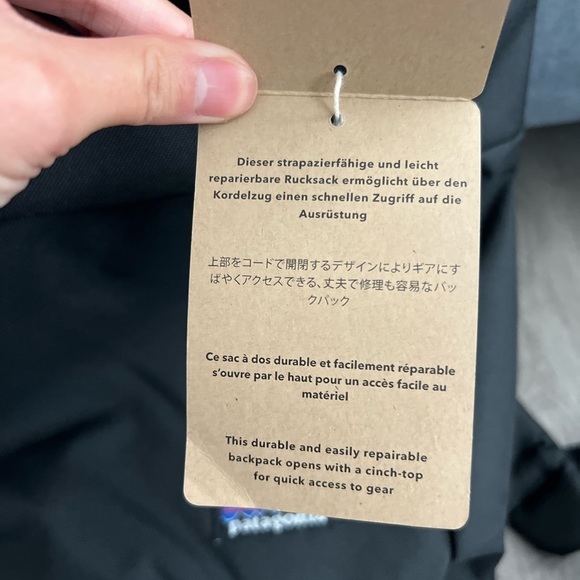 Dieser strapazierfähige und leicht
reparierbare Rucksack ermöglicht über den
Kordelzug einen schnellen Zugriff auf die
Ausrüstung
上部をコードで開閉するデザインによりギアにす
ばやくアクセスできる、丈夫で修理も容易なバッ
クパック
Ce sac à dos durable et facilement réparable
s’ouvre par le haut pour un accès facile au
matériel
This durable and easily repairable
backpack opens with a cinch-top
for quick access to gear
patagonia